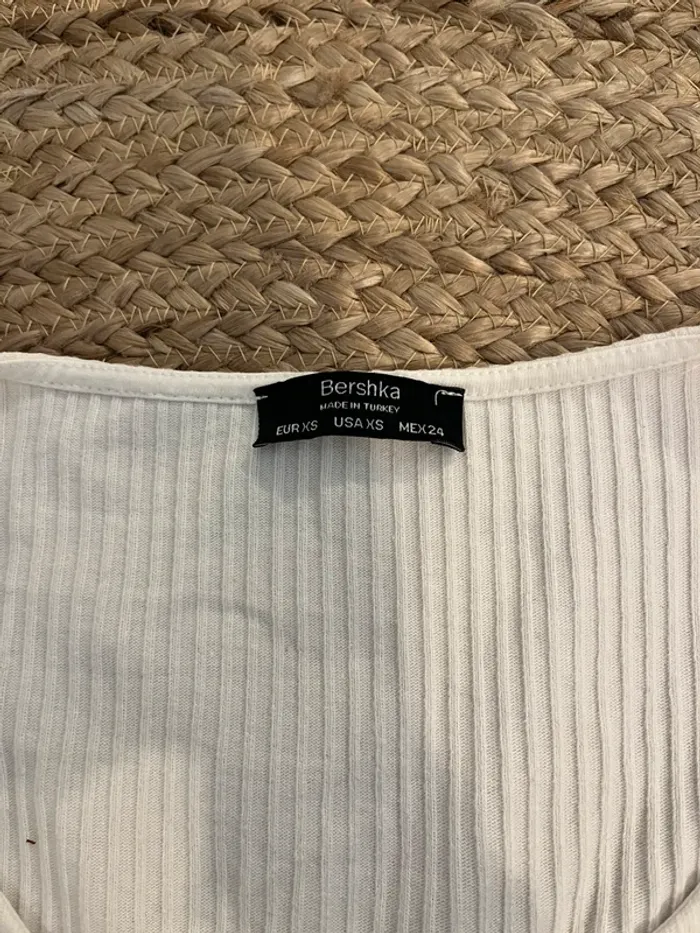 Bershka
MADE IN TURKEY
EUR XS USA XS MEX 24